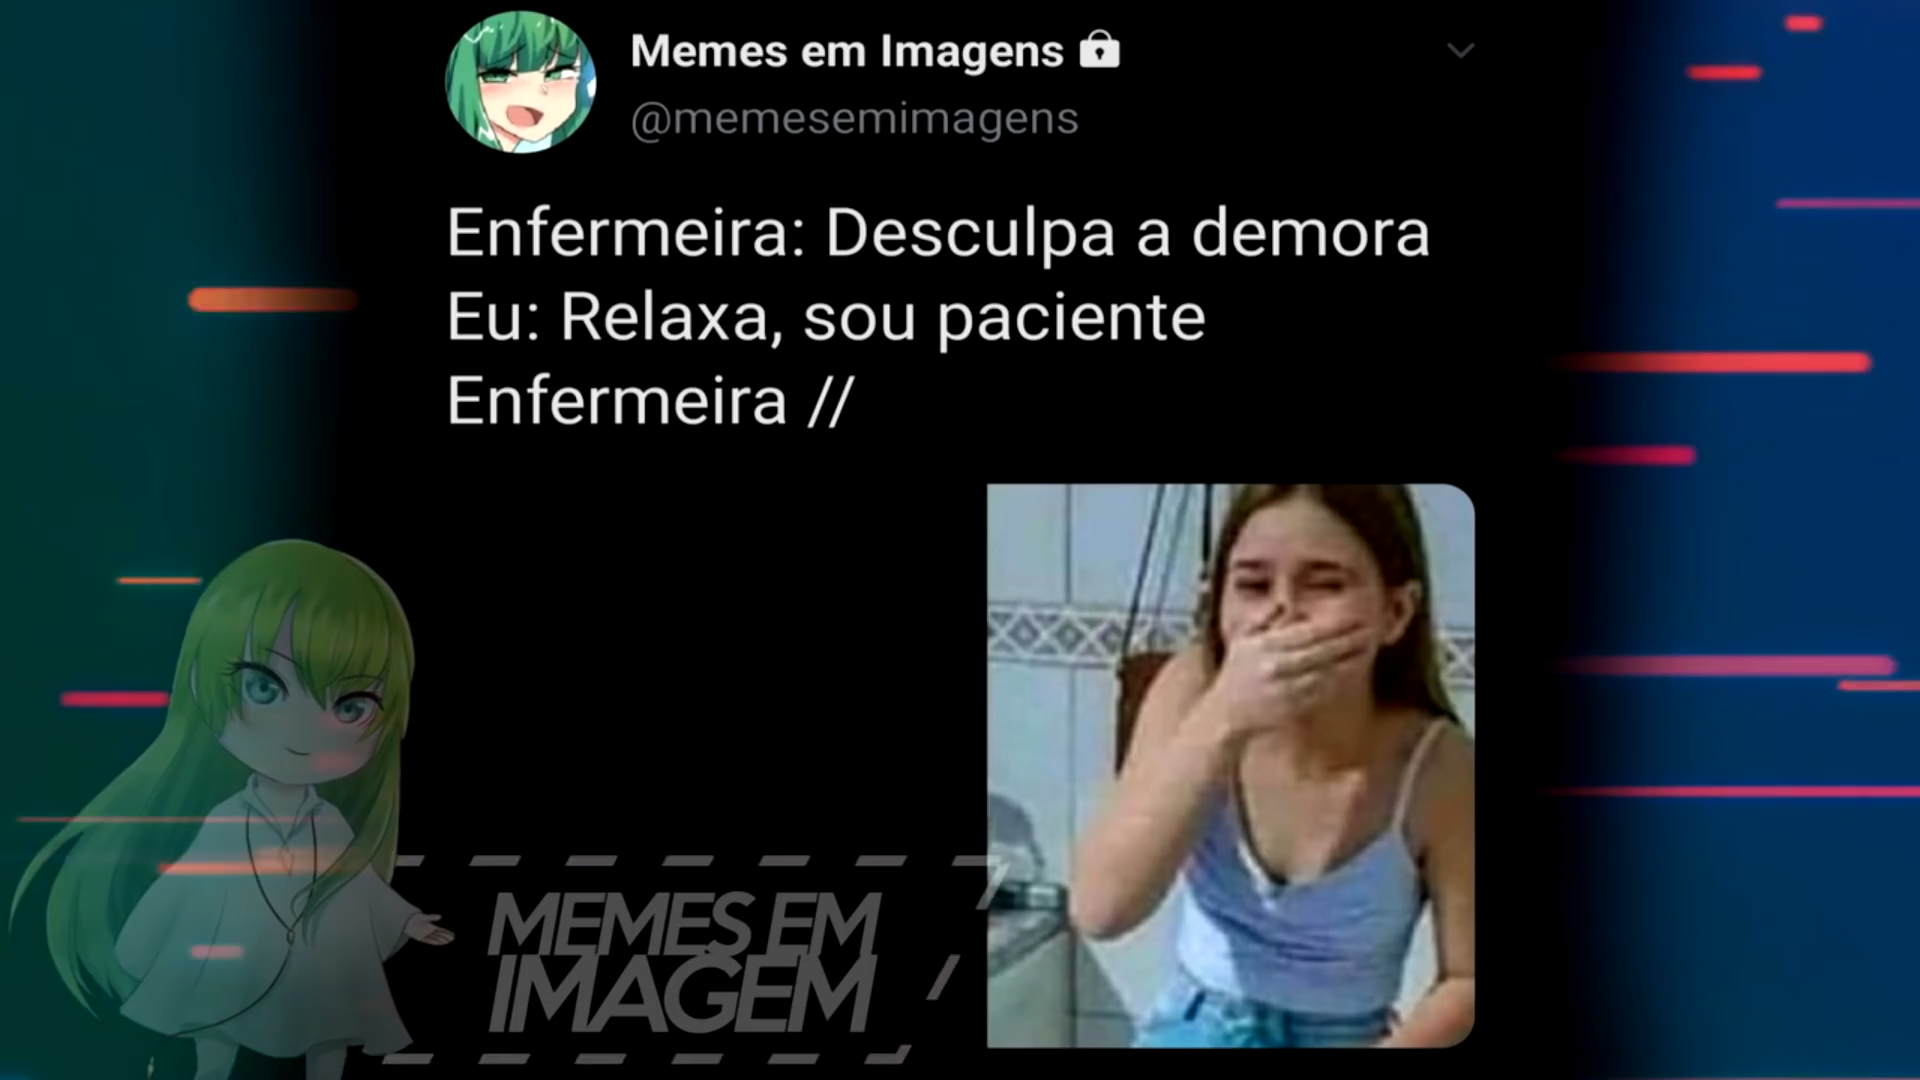 Memes em Imagens
@memesemimagens
Enfermeira: Desculpa a demora
Eu: Relaxa, sou paciente
Enfermeira //
MEMES EM
IMAGEM